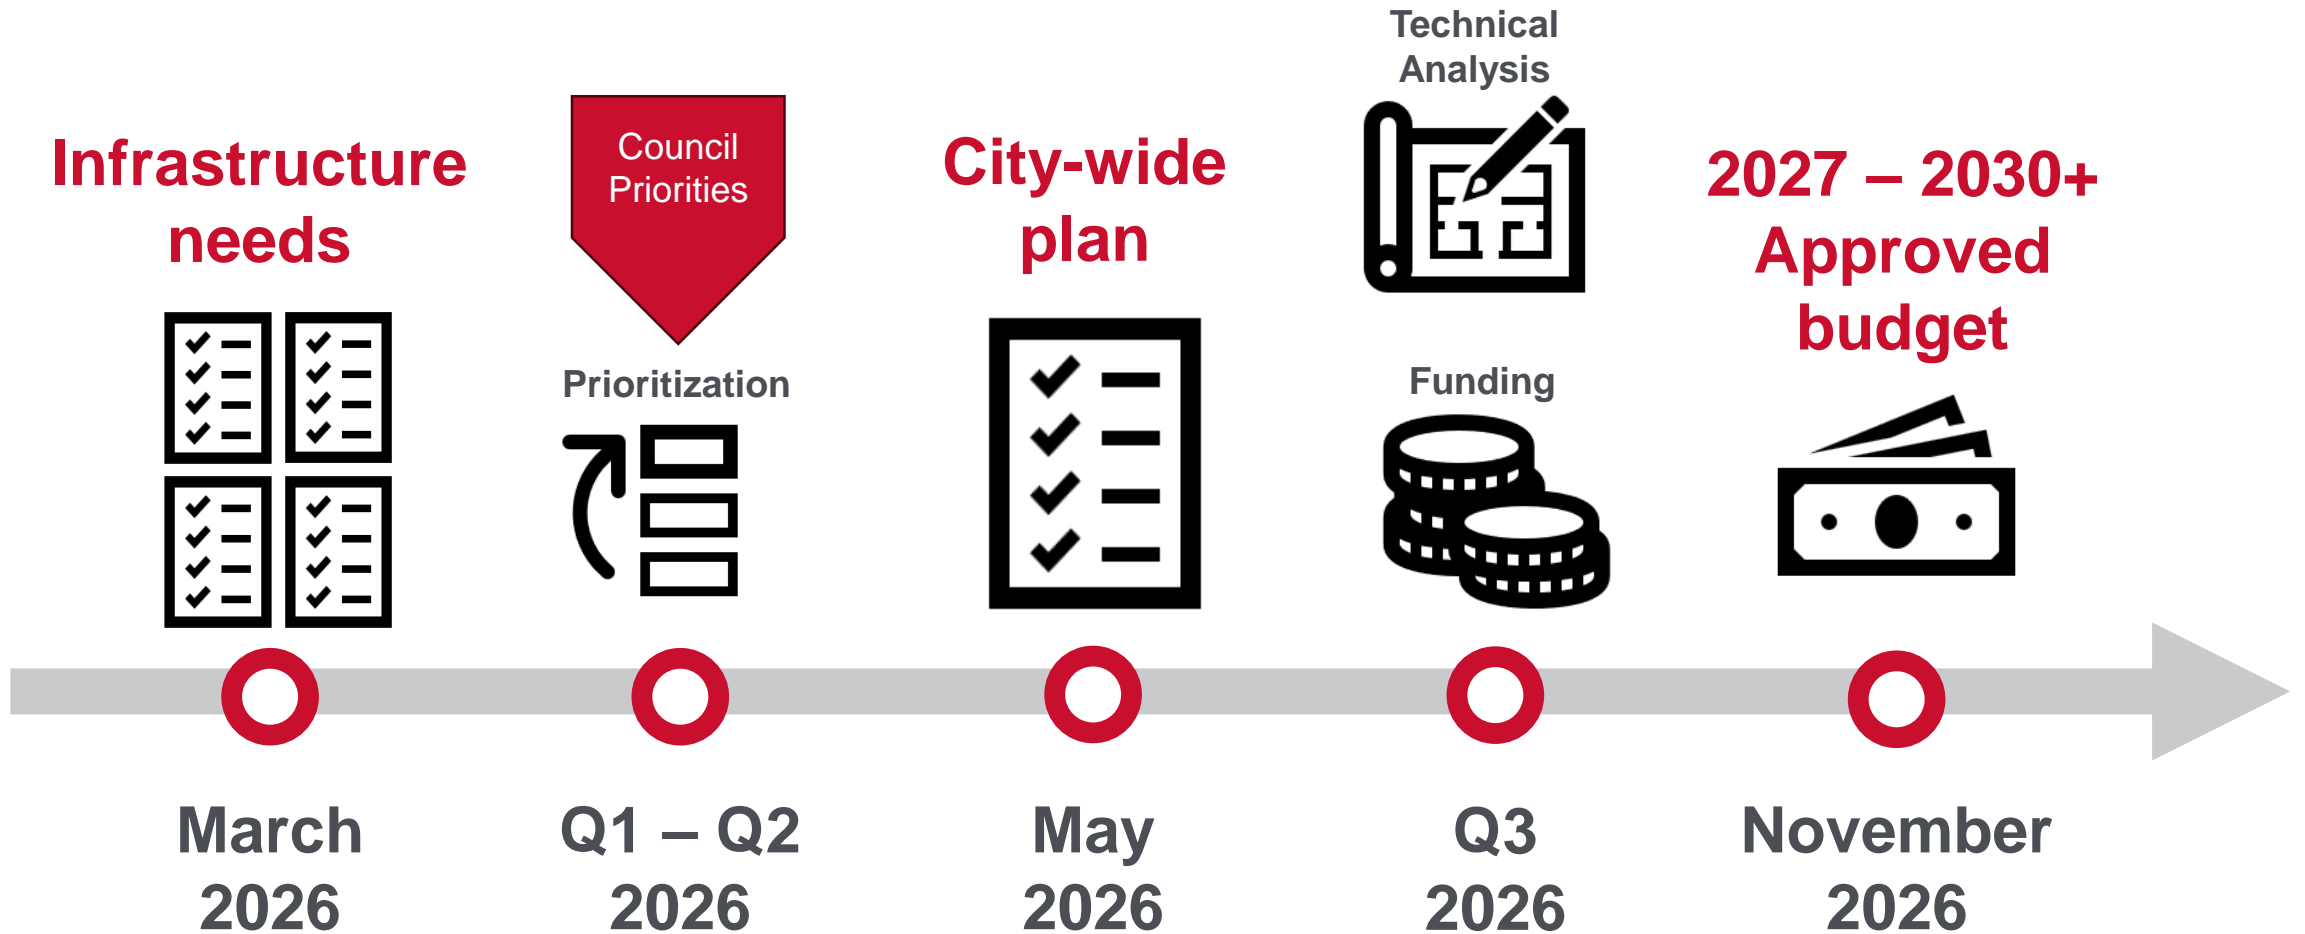 Infrastructure
needs
March
2026
Council
Priorities
Prioritization
Q1 – Q2
2026
City-wide
plan
May
2026
Technical
Analysis
Funding
Q3
2026
2027 – 2030+
Approved
budget
November
2026